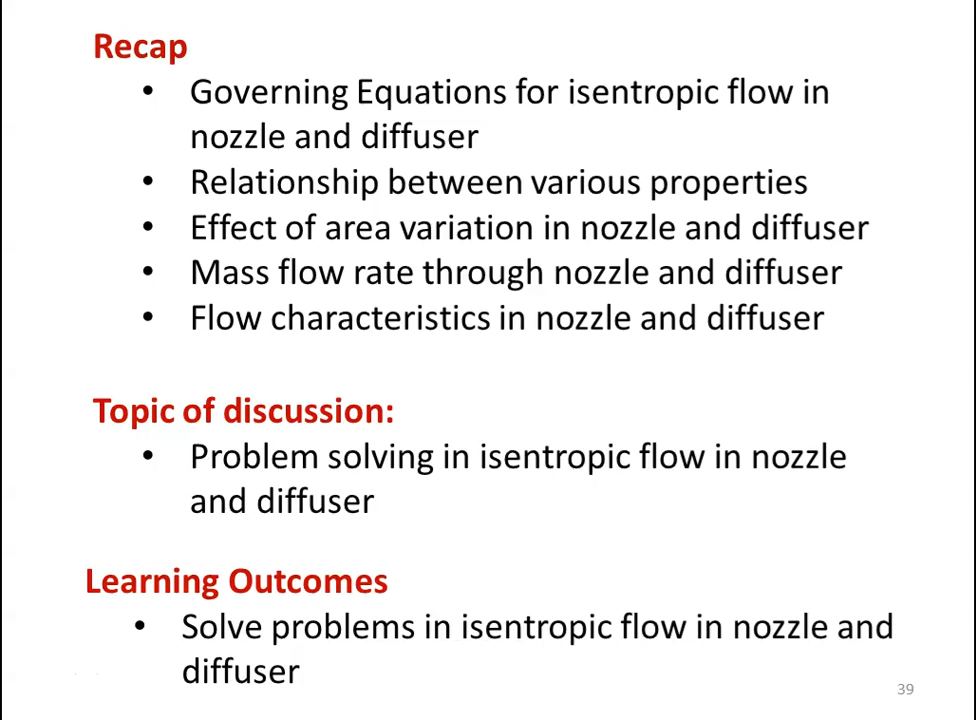 Recap
• Governing Equations for isentropic flow in
nozzle and diffuser
• Relationship between various properties
• Effect of area variation in nozzle and diffuser
• Mass flow rate through nozzle and diffuser
• Flow characteristics in nozzle and diffuser
Topic of discussion:
• Problem solving in isentropic flow in nozzle
and diffuser
Learning Outcomes
• Solve problems in isentropic flow in nozzle and
diffuser
39